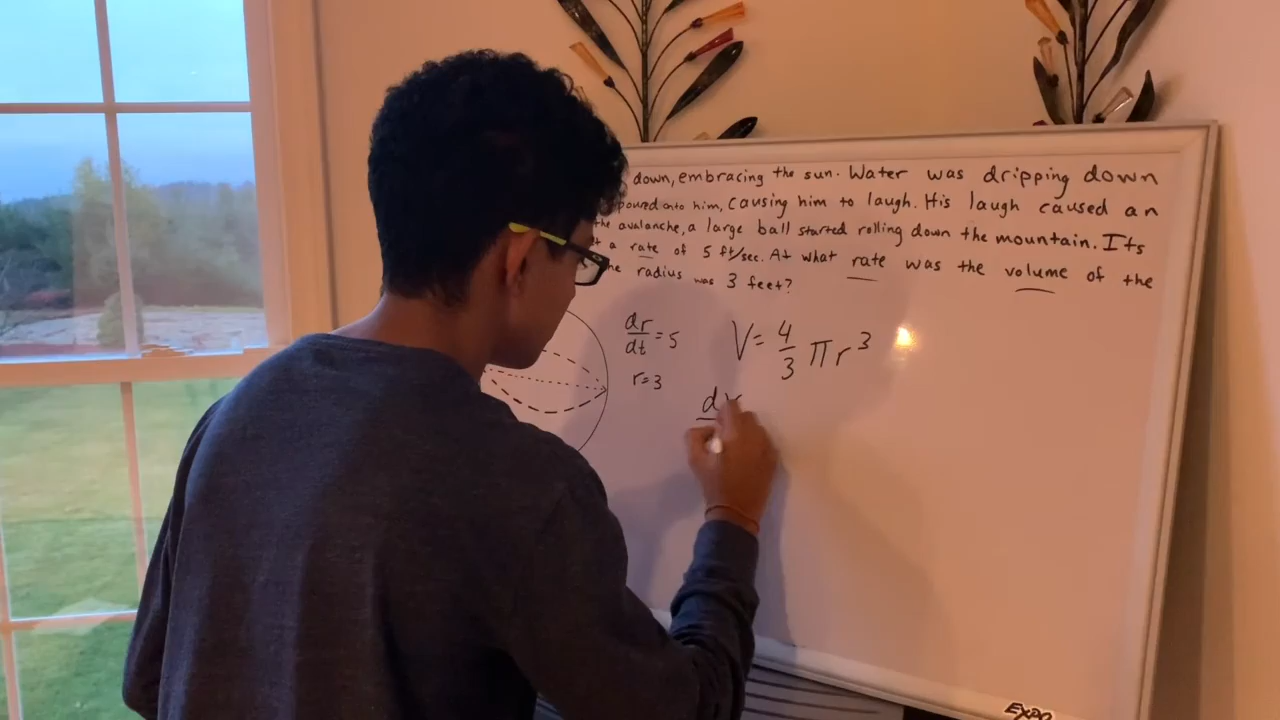 down, embracing the sun. Water was dripping down
poured onto him, causing him to laugh. His laugh caused an
the avalanche, a large ball started rolling down the mountain. Its
a rate of 5 ft/sec. At what rate was the volume of the
radius was 3 feet?
dr/dt = 5
V = 4/3 πr³
r = 3
d
EXPO